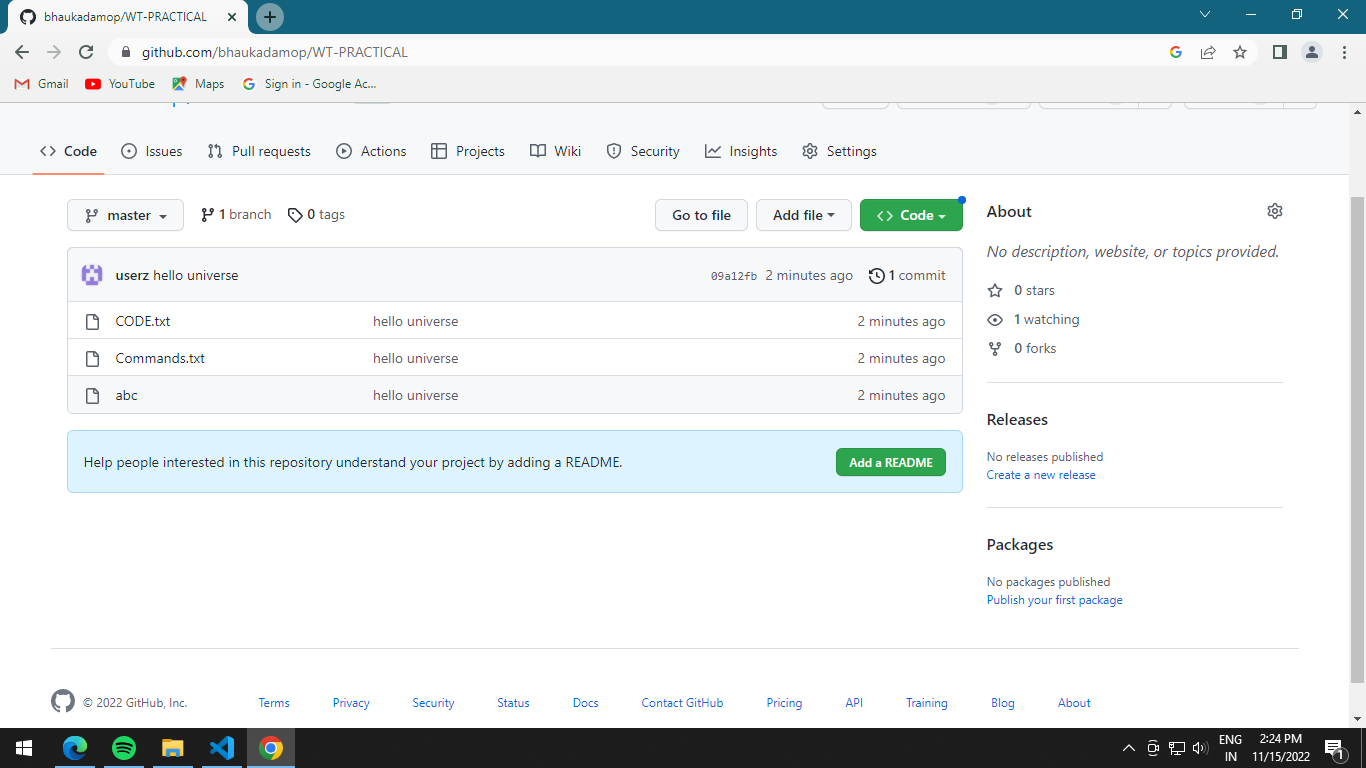 bhaukadamop/WT-PRACTICAL
github.com/bhaukadamop/WT-PRACTICAL
Gmail YouTube Maps Sign in - Google Ac...
Code Issues Pull requests Actions Projects Wiki Security Insights Settings
master 1 branch 0 tags Go to file Add file Code
userz hello universe 09a12fb 2 minutes ago 1 commit
CODE.txt hello universe 2 minutes ago
Commands.txt hello universe 2 minutes ago
abc hello universe 2 minutes ago
Help people interested in this repository understand your project by adding a README. Add a README
About
No description, website, or topics provided.
0 stars
1 watching
0 forks
Releases
No releases published
Create a new release
Packages
No packages published
Publish your first package
© 2022 GitHub, Inc. Terms Privacy Security Status Docs Contact GitHub Pricing API Training Blog About
ENG
IN
2:24 PM
11/15/2022
1